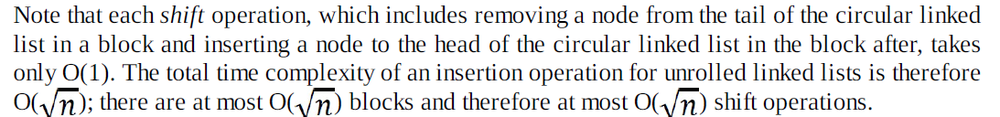 Note that each shift operation, which includes removing a node from the tail of the circular linked
list in a block and inserting a node to the head of the circular linked list in the block after, takes
only O(1). The total time complexity of an insertion operation for unrolled linked lists is therefore
O(√n); there are at most O(√n) blocks and therefore at most O(√n) shift operations.